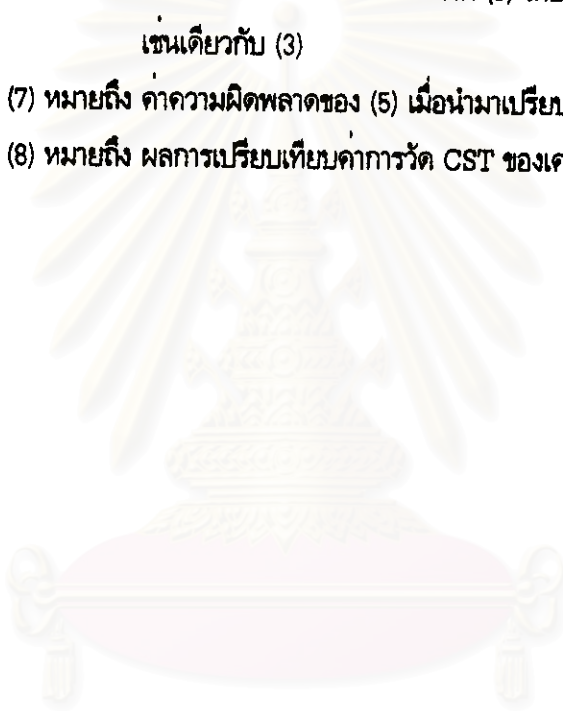 เช่นเดียวกับ (3)
(7) หมายถึง ค่าความผิดพลาดของ (5) เมื่อนำมาเปรียบ
(8) หมายถึง ผลการเปรียบเทียบค่าการวัด CST ของเค